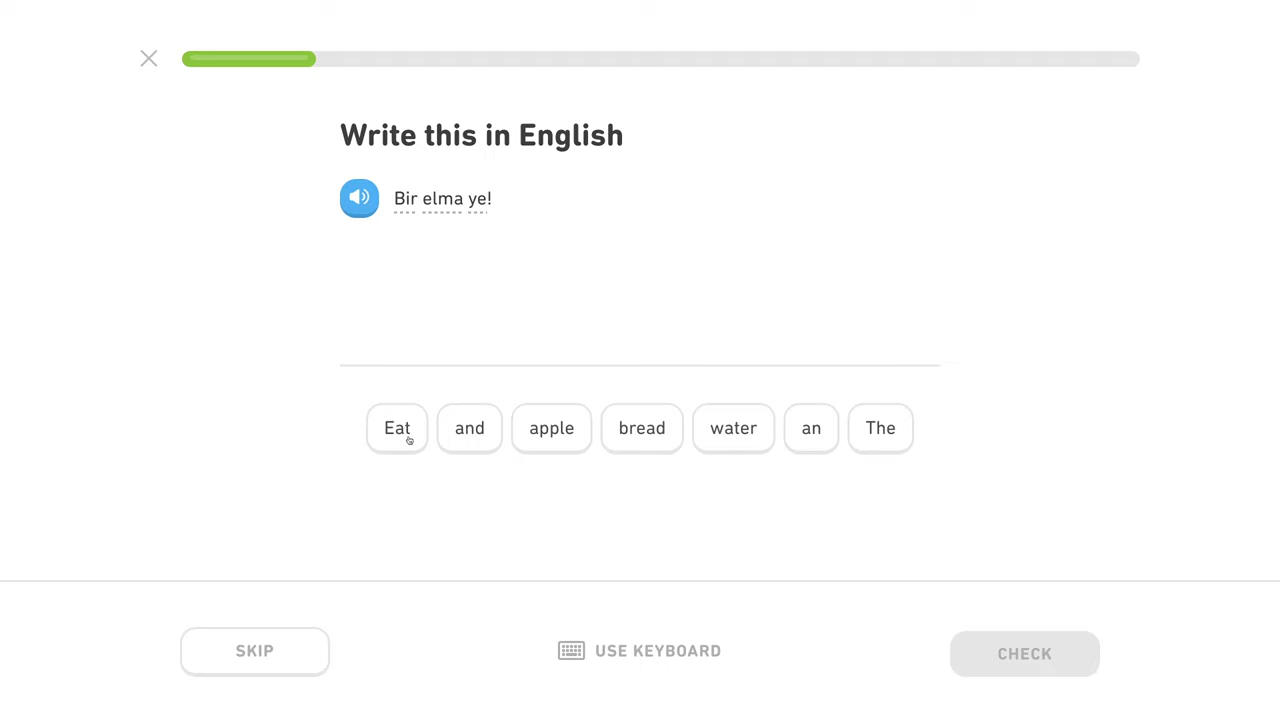 Write this in English
Bir elma ye!
Eat and apple bread water an The
SKIP USE KEYBOARD CHECK